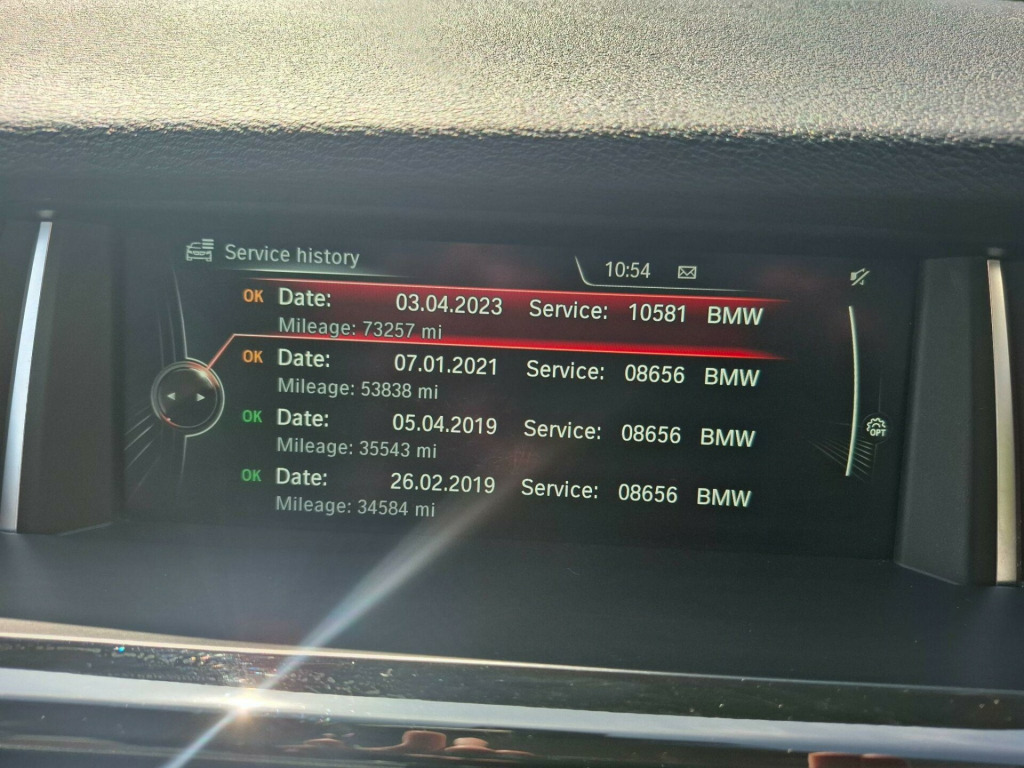 Service history
10:54
OK Date: 03.04.2023 Service: 10581 BMW
Mileage: 73257 mi
OK Date: 07.01.2021 Service: 08656 BMW
Mileage: 53838 mi
OK Date: 05.04.2019 Service: 08656 BMW
Mileage: 35543 mi
OPT
OK Date: 26.02.2019 Service: 08656 BMW
Mileage: 34584 mi